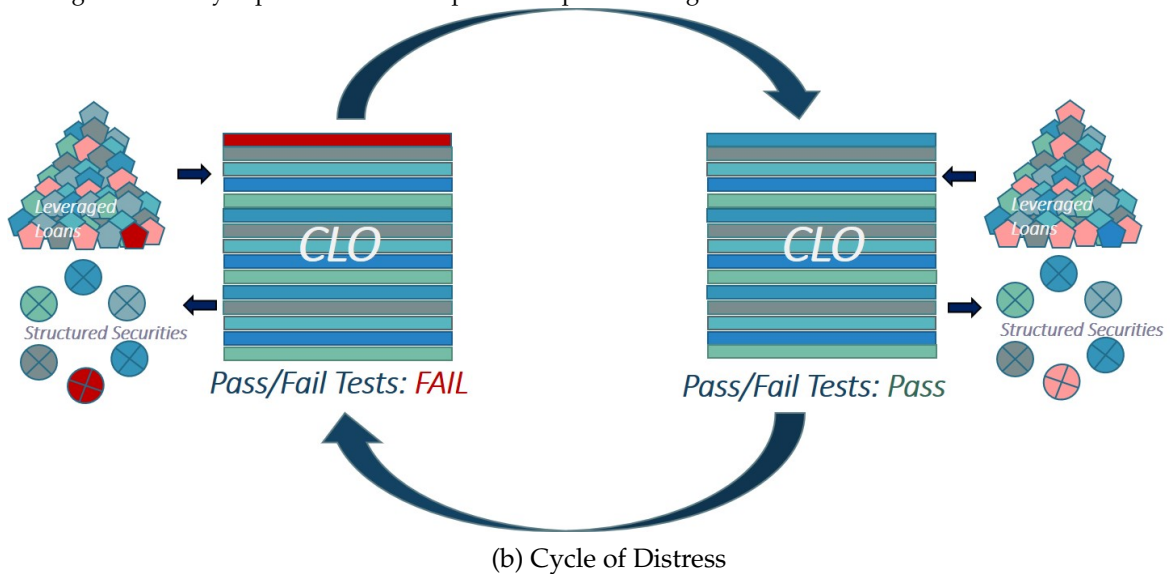 Leveraged
Loans
CLO
Structured Securities
Pass/Fail Tests: FAIL
Leveraged
Loans
CLO
Structured Securities
Pass/Fail Tests: Pass
(b) Cycle of Distress